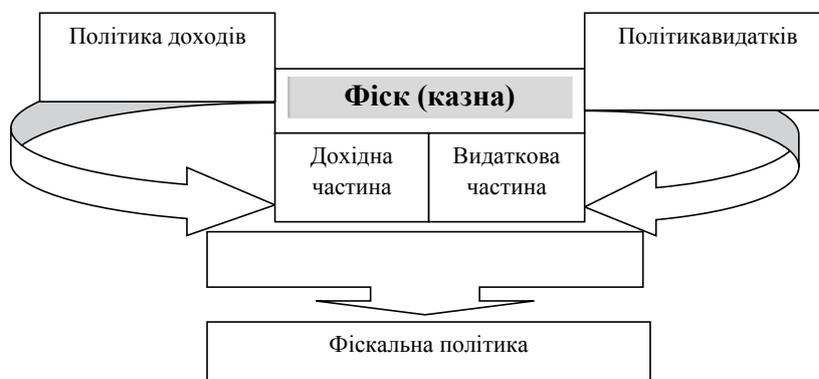 Політика доходів
Політикавидатків
Фіск (казна)
Дохідна
частина
Видаткова
частина
Фіскальна політика